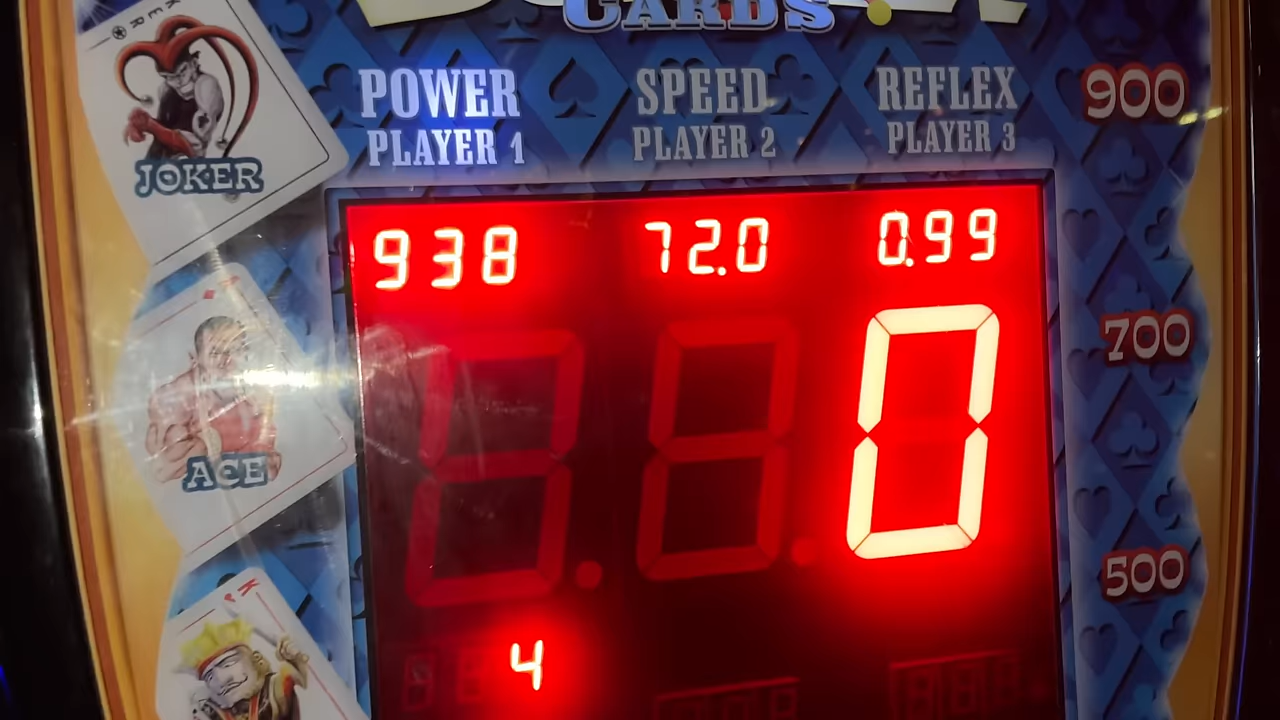 CARDS
JOKER
JOKER
POWER
PLAYER 1
SPEED
PLAYER 2
REFLEX
PLAYER 3
900
938
72.0
0.99
0
700
ACE
500
K
4